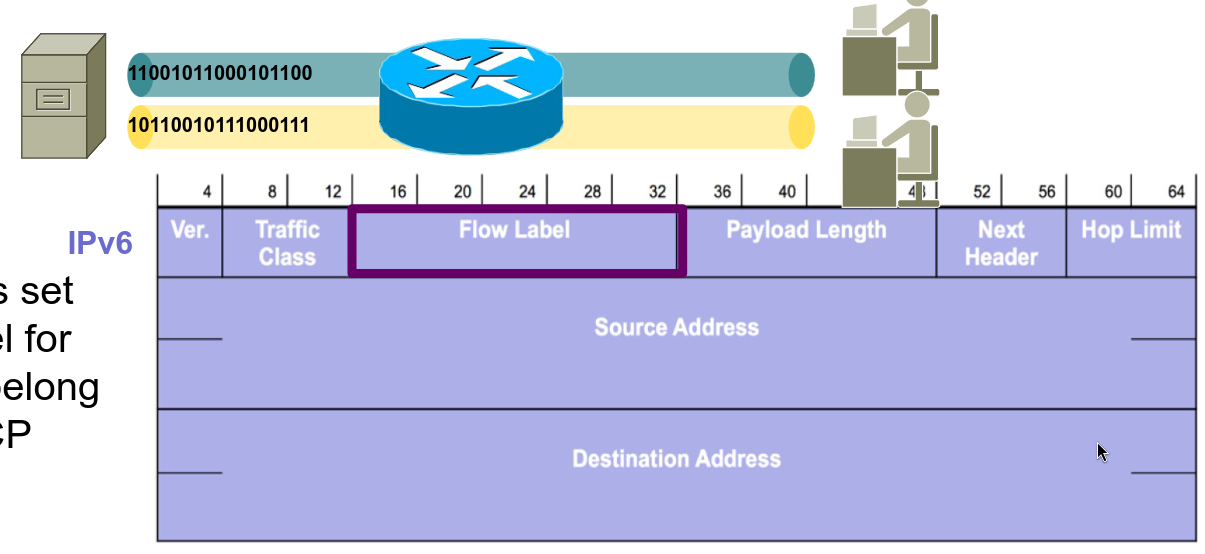 11001011000101100
10110010111000111
4 8 12 16 20 24 28 32 36 40 52 56 60 64
IPv6
Ver. Traffic Class Flow Label Payload Length Next Header Hop Limit
s set
Source Address
el for
belong
CP
Destination Address